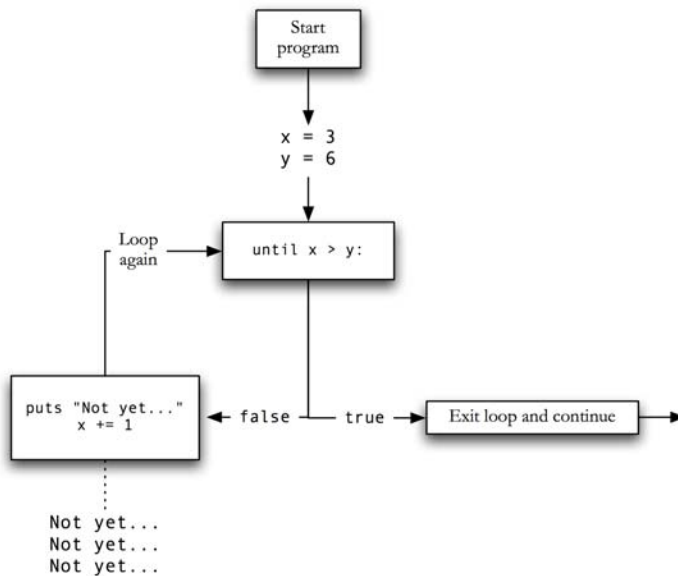 Start
program
x = 3
y = 6
Loop
again
until x > y:
puts "Not yet..."
x += 1
false
true
Exit loop and continue
Not yet...
Not yet...
Not yet...